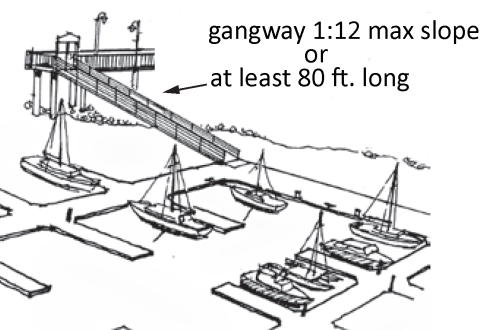 gangway 1:12 max slope
or
at least 80 ft. long